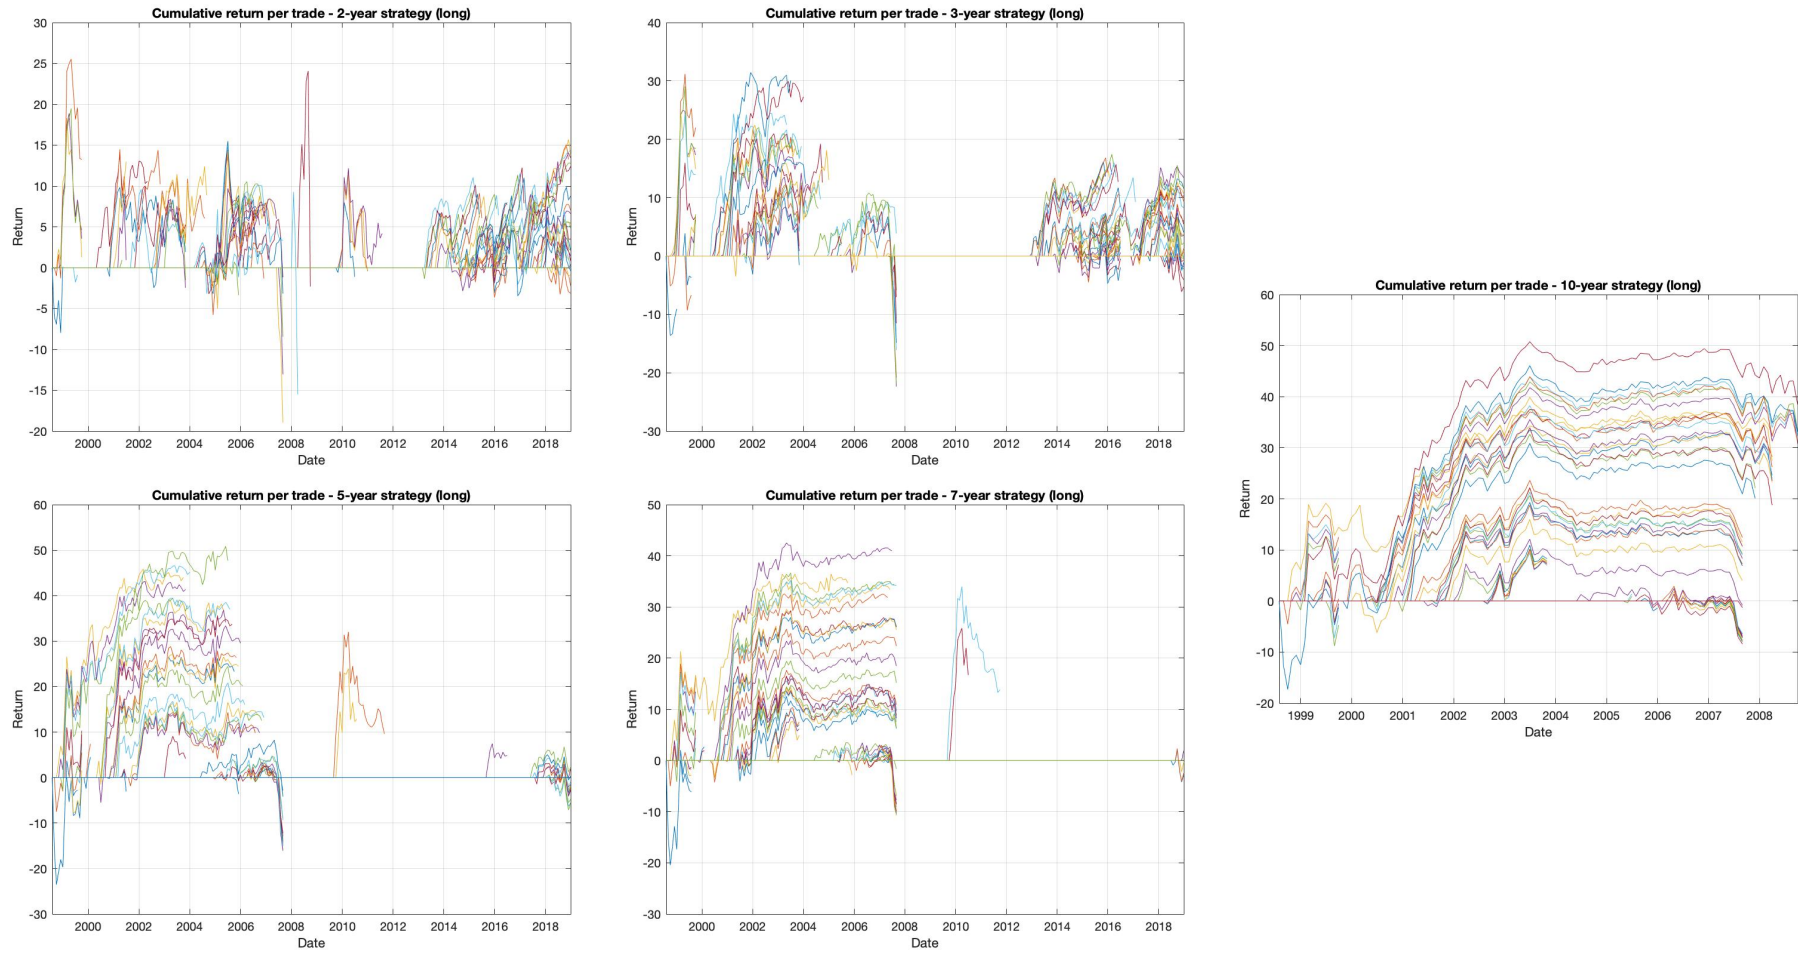 Cumulative return per trade - 2-year strategy (long)
30
25
20
15
10
5
0
-5
-10
-15
-20
Return
2000 2002 2004 2006 2008 2010 2012 2014 2016 2018
Date
Cumulative return per trade - 3-year strategy (long)
40
30
20
10
0
-10
-20
-30
Return
2000 2002 2004 2006 2008 2010 2012 2014 2016 2018
Date
Cumulative return per trade - 10-year strategy (long)
60
50
40
30
20
10
0
-10
-20
Return
1999 2000 2001 2002 2003 2004 2005 2006 2007 2008
Date
Cumulative return per trade - 5-year strategy (long)
60
50
40
30
20
10
0
-10
-20
-30
Return
2000 2002 2004 2006 2008 2010 2012 2014 2016 2018
Date
Cumulative return per trade - 7-year strategy (long)
50
40
30
20
10
0
-10
-20
-30
Return
2000 2002 2004 2006 2008 2010 2012 2014 2016 2018
Date